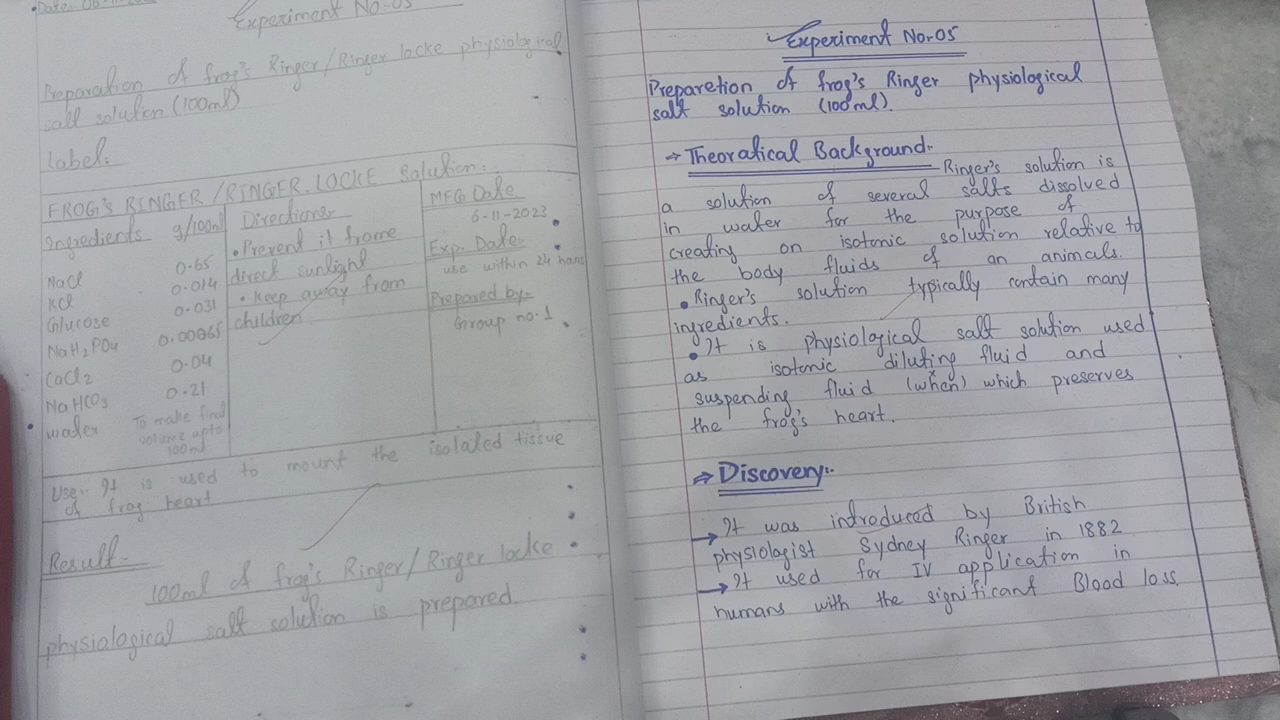 Experiment No-05
Preparation of frog's Ringer/Ringer locke physiological
salt solution (100ml)
Label:
FROG'S RINGER /RINGER LOCKE Solution:
Ingredients g/100ml
NaCl 0.65
KCl 0.014
Glucose 0.031
NaH2PO4 0.00065
CaCl2 0.04
NaHCO3 0.21
water To make final
volume upto
100ml
Directions
• Prevent it frome
direct sunlight
• Keep away from
children.
MFG Date
6-11-2023
Exp. Date:-
use within 24 hours
Prepared by:-
Group no.1
Use:- It is used to mount the isolated tissue
of frog heart
Result:-
100ml of frog's Ringer/Ringer locke
physiological salt solution is prepared.
Experiment No-05
Preparetion of frog's Ringer physiological
salt solution (100ml).
→ Theoratical Background:-
Ringer's solution is
a solution of several salts dissolved
in water for the purpose of
creating on isotonic solution relative to
the body fluids of an animals.
• Ringer's solution typically contain many
ingredients.
• It is physiological salt solution used
as isotonic diluting fluid and
suspending fluid (when) which preserves
the frog's heart.
⇒ Discovery:-
→ It was introduced by British
physiologist Sydney Ringer in 1882
→ It used for IV application in
humans with the significant Blood loss.